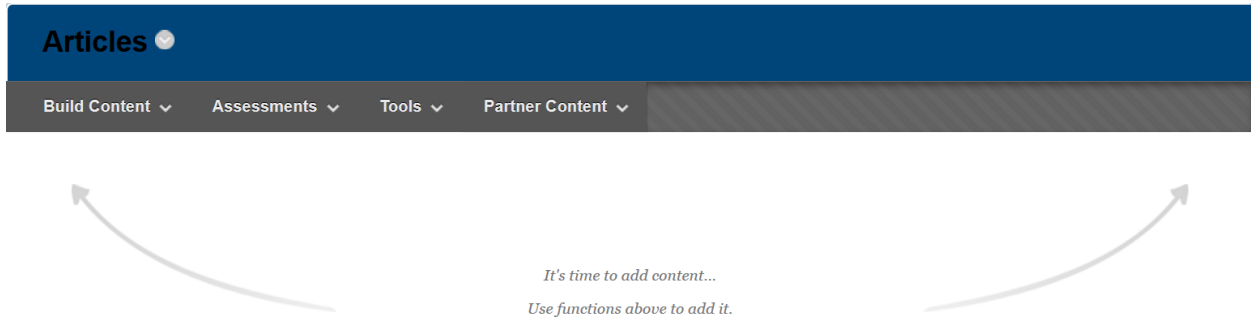 Articles
Build Content Assessments Tools Partner Content
It's time to add content...
Use functions above to add it.